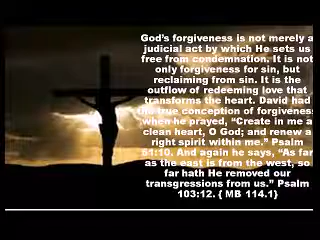 God's forgiveness is not merely a
judicial act by which He sets us
free from condemnation. It is not
only forgiveness for sin, but
reclaiming from sin. It is the
outflow of redeeming love that
transforms the heart. David had
the true conception of forgiveness
when he prayed, “Create in me a
clean heart, O God; and renew a
right spirit within me.” Psalm
51:10. And again he says, “As far
as the east is from the west, so
far hath He removed our
transgressions from us.” Psalm
103:12. { MB 114.1}